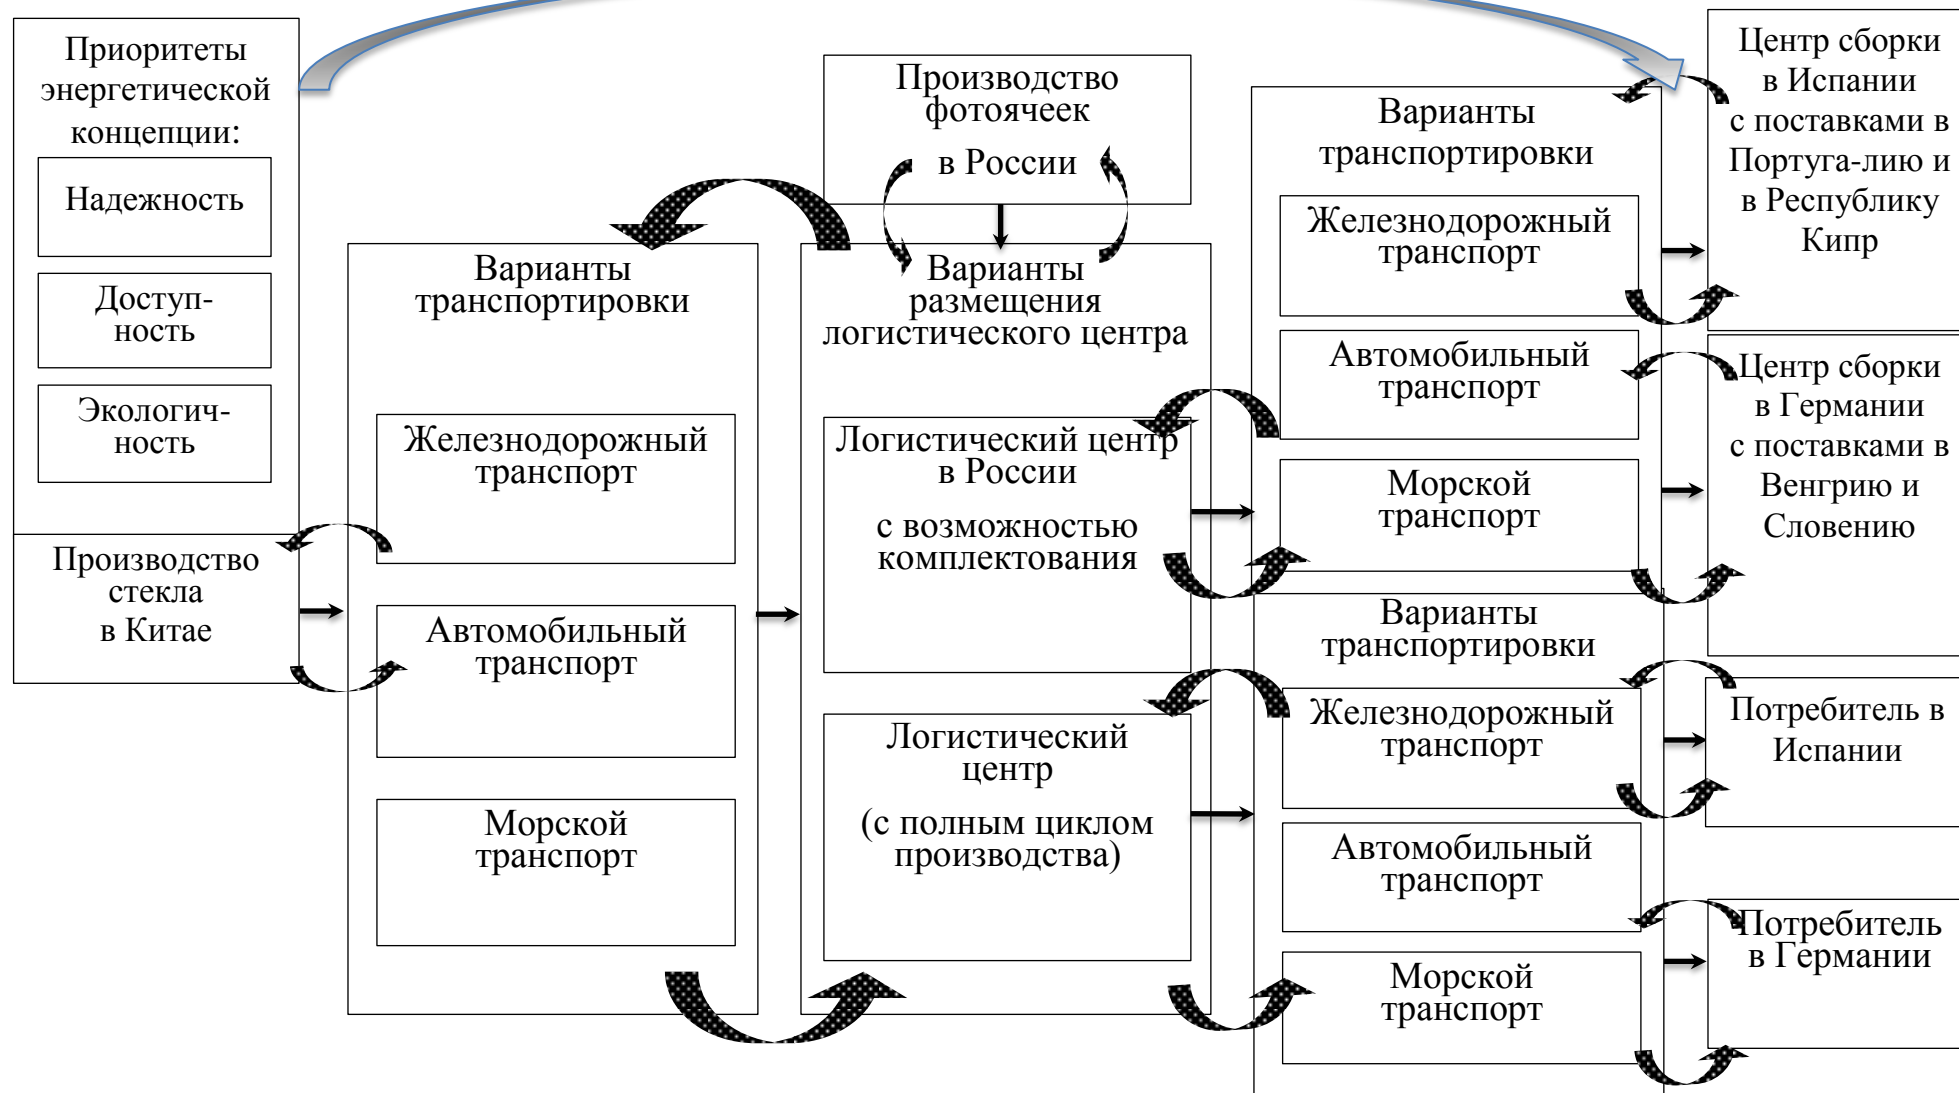 Приоритеты
энергетической
концепции:
Надежность
Доступ-
ность
Экологич-
ность
Производство
стекла
в Китае
Варианты
транспортировки
Железнодорожный
транспорт
Автомобильный
транспорт
Морской
транспорт
Производство
фотоячеек
в России
Варианты
размещения
логистического центра
Логистический центр
в России
с возможностью
комплектования
Логистический
центр
(с полным циклом
производства)
Варианты
транспортировки
Железнодорожный
транспорт
Автомобильный
транспорт
Морской
транспорт
Варианты
транспортировки
Железнодорожный
транспорт
Автомобильный
транспорт
Морской
транспорт
Центр сборки
в Испании
с поставками в
Португа-лию и
в Республику
Кипр
Центр сборки
в Германии
с поставками в
Венгрию и
Словению
Потребитель в
Испании
Потребитель
в Германии